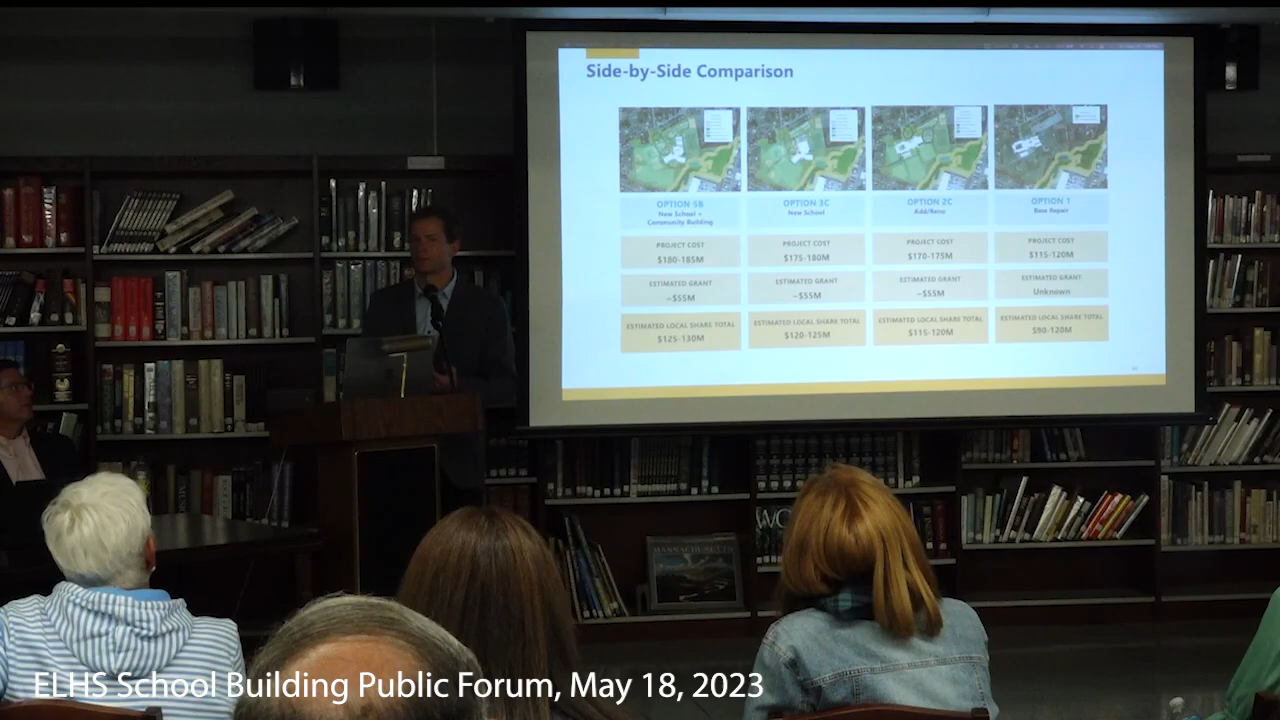 Side-by-Side Comparison
OPTION 5B
New School +
Community Building
OPTION 3C
New School
OPTION 2C
Add/Reno
OPTION 1
Base Repair
PROJECT COST
$180-185M
PROJECT COST
$175-180M
PROJECT COST
$170-175M
PROJECT COST
$115-120M
ESTIMATED GRANT
~$55M
ESTIMATED GRANT
~$55M
ESTIMATED GRANT
~$55M
ESTIMATED GRANT
Unknown
ESTIMATED LOCAL SHARE TOTAL
$125-130M
ESTIMATED LOCAL SHARE TOTAL
$120-125M
ESTIMATED LOCAL SHARE TOTAL
$115-120M
ESTIMATED LOCAL SHARE TOTAL
$90-120M
MASSACHUSETTS
ELHS School Building Public Forum, May 18, 2023